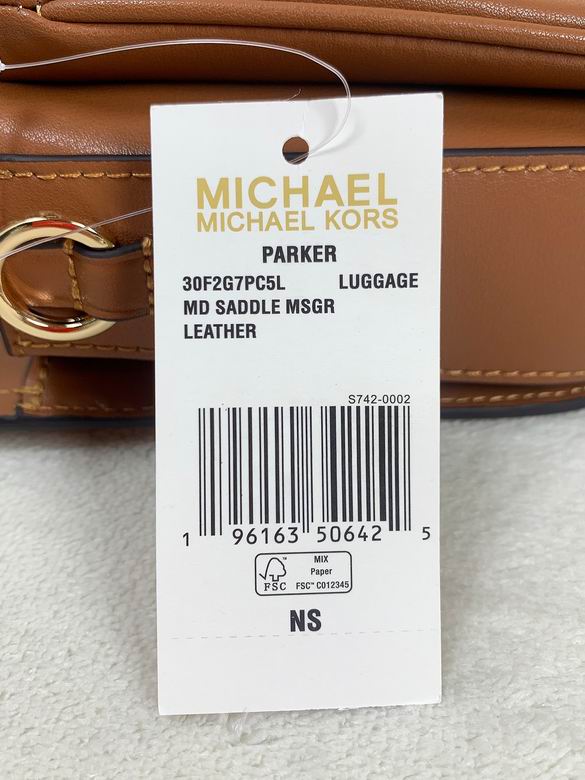 MICHAEL
MICHAEL KORS
PARKER
30F2G7PC5L LUGGAGE
MD SADDLE MSGR
LEATHER
S742-0002
1 96163 50642 5
FSC™ MIX
Paper
FSC™ C012345
NS